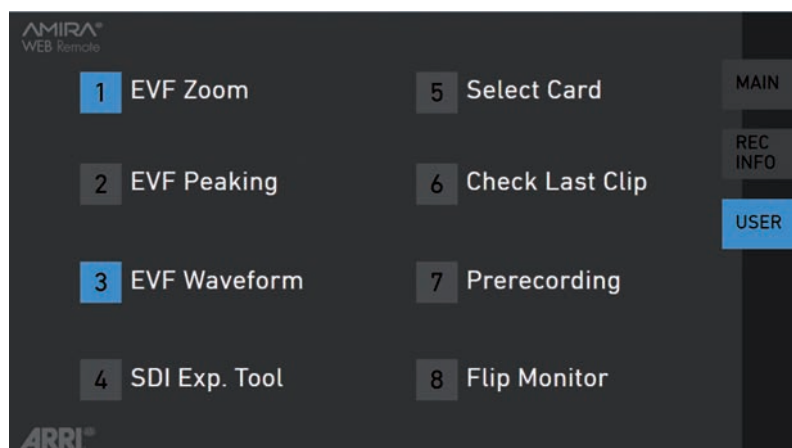 AMIRA®
WEB Remote
1 EVF Zoom
2 EVF Peaking
3 EVF Waveform
4 SDI Exp. Tool
5 Select Card
6 Check Last Clip
7 Prerecording
8 Flip Monitor
MAIN
REC
INFO
USER
ARRI®